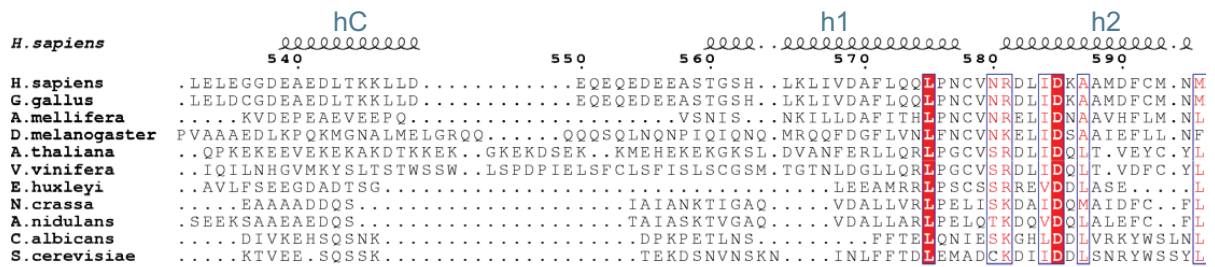 hC h1 h2
H.sapiens
540 550 560 570 580 590
H.sapiens .LELEGGDEAEDLTKKLLD............EQEQEDEEASTGSH..LKLIVDAFLQQLPNCVNRDLIDKAAMDFCM.NM
G.gallus .LELDCGDEAEDLTKKLLD............EQEQEDEEASTGSH..LKLIVDAFLQQLPNCVNRDLIDKAAMDFCM.NM
A.mellifera .....KVDEPEAEVEEPQ.....................VSNIS...NKILLDAFITHLPNCVNRELIDNAAVHFLM.NL
D.melanogaster PVAAAEDLKPQKMGNALMELGRQQ......QQQSQLNQNPIQIQNQ.MRQQFDGFLVNLFNCVNKELIDSAAIEFLL.NF
A.thaliana ..QPKEKEEVEKEKAKDTKKEK..GKEKDSEK..KMEHEKEKGKSL.DVANFERLLQRLPGCVSRDLIDQLT.VEYC.YL
V.vinifera ..IQILNHGVMKYSLTSTWSSW..LSPDPIELSFCLSFISLSCGSM.TGTNLDGLLQRLPGCVSRDLIDQLT.VDFC.YL
E.huxleyi ..AVLFSEEGDADTSG...................................LEEAMRRLPSCSSRREVDDLASE.....L
N.crassa .....EAAAADDQS.....................IAIANKTIGAQ.....VDALLVRLPELISKDAIDQMAIDFC..FL
A.nidulans .SEEKSAAEAEDQS.....................TAIASKTVGAQ.....VDALLARLPELQTKDQVDQLALEFC..FL
C.albicans .....DIVKEHSQSNK....................DPKPETLNS.........FFTELQNIESKGHLDDLVRKYWSLNL
S.cerevisiae .....KTVEE.SQSSK....................TEKDSNVNSKN....INLFFTDLEMADCKDIIDDLSNRYWSSYL